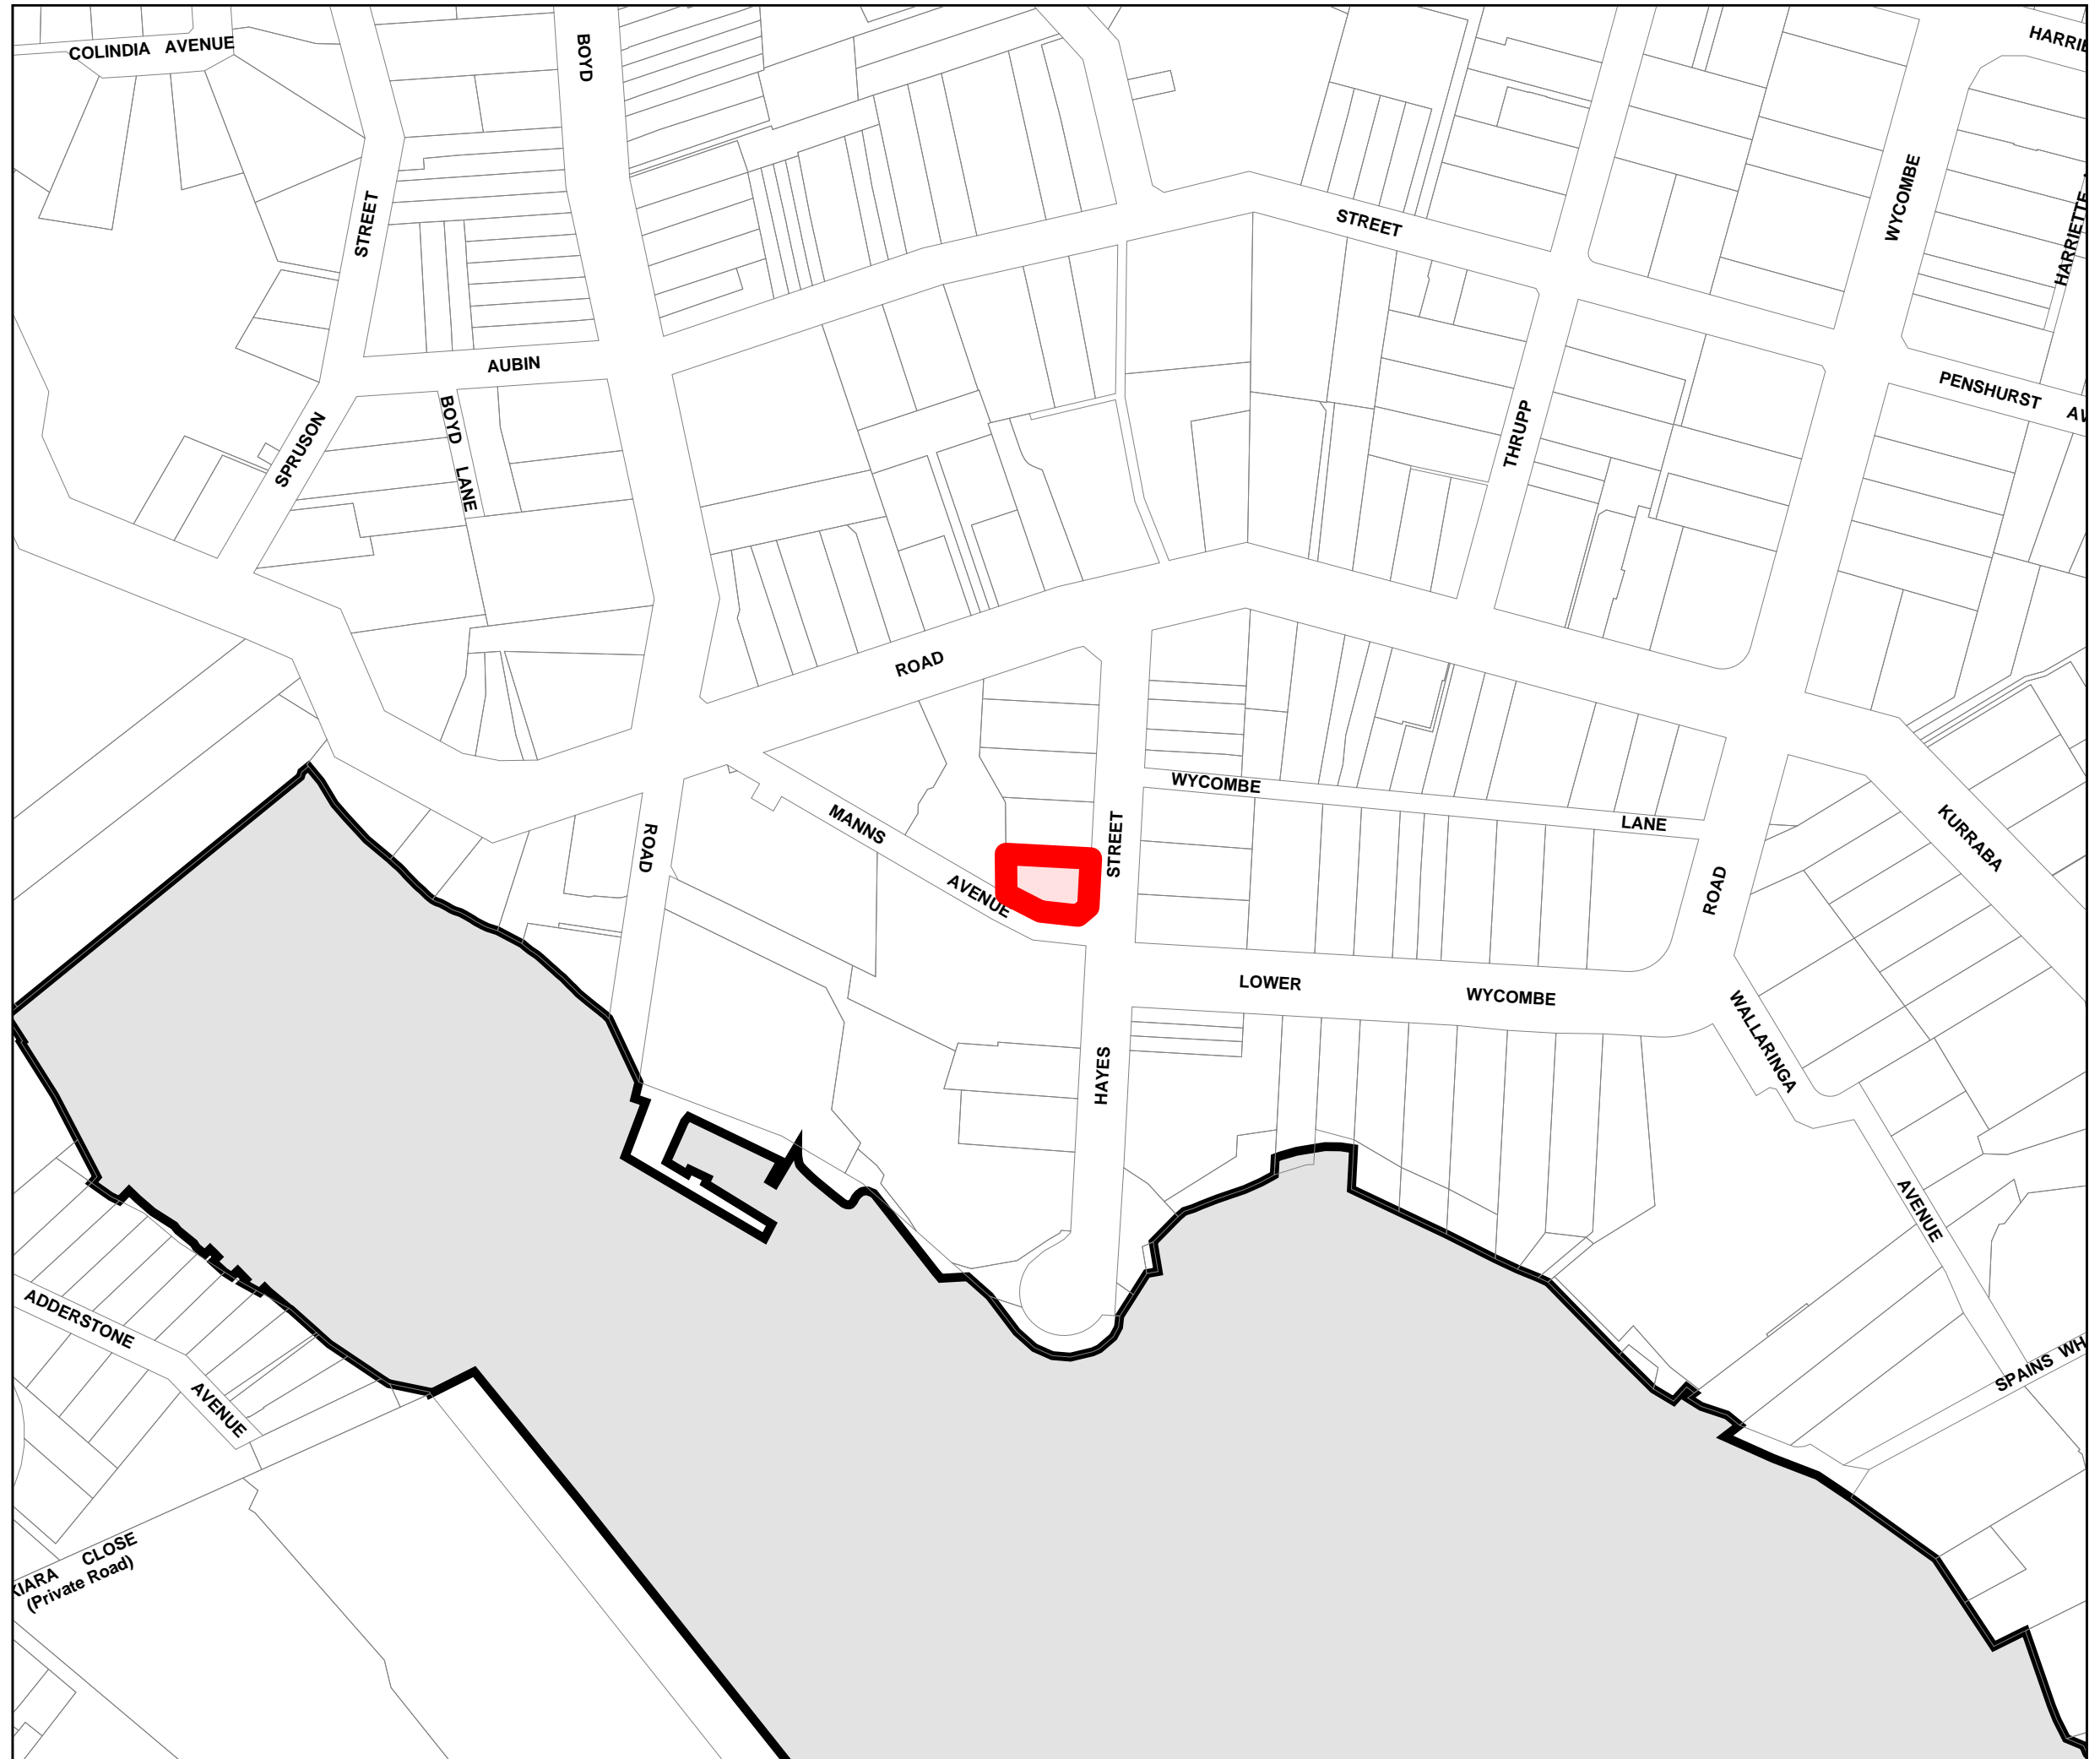 COLINDIA AVENUE
BOYD
HARRIE
STREET
STREET
WYCOMBE
HARRIETTE
AUBIN
BOYD
LANE
SPRUSON
THRUPP
PENSHURST AV
ROAD
WYCOMBE
LANE
MANNS
AVENUE
STREET
ROAD
ROAD
KURRABA
LOWER WYCOMBE
HAYES
WALLARINGA
AVENUE
ADDERSTONE
AVENUE
SPAINS WH
KIARA CLOSE
(Private Road)